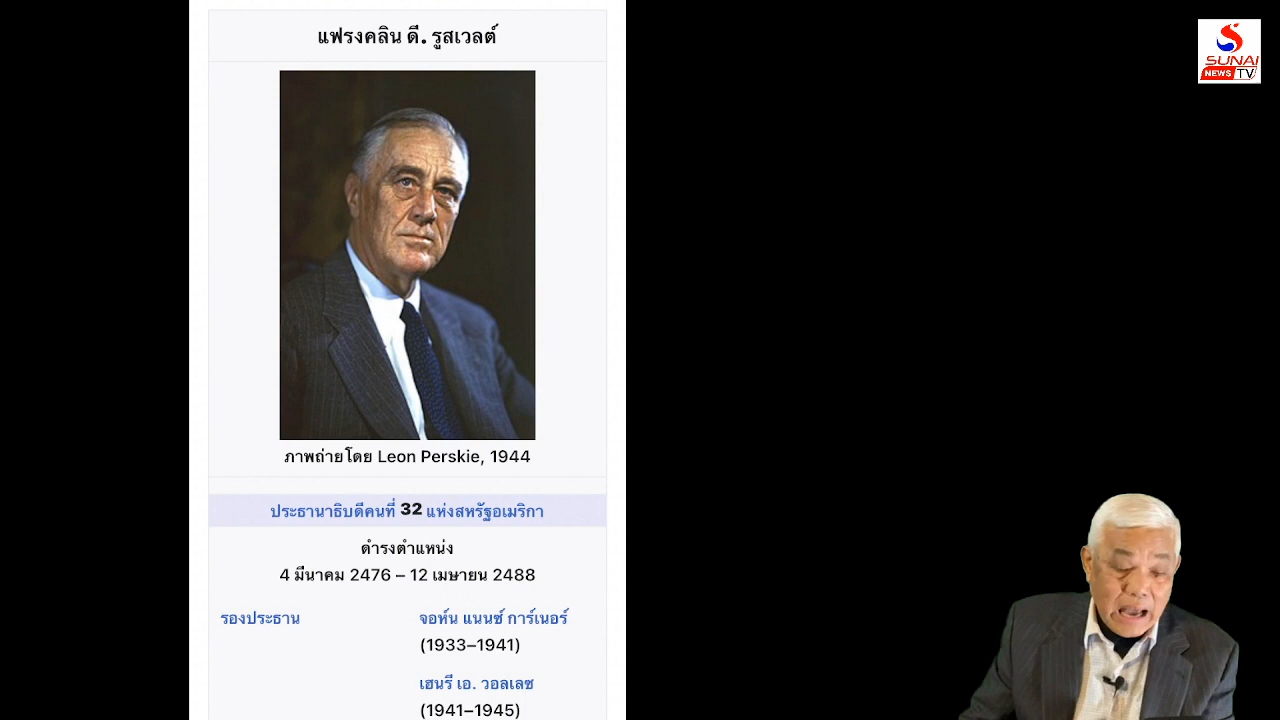 แฟรงคลิน ดี. รูสเวลต์
ภาพถ่ายโดย Leon Perskie, 1944
ประธานาธิบดีคนที่ 32 แห่งสหรัฐอเมริกา
ดำรงตำแหน่ง
4 มีนาคม 2476 – 12 เมษายน 2488
รองประธาน จอห์น แนนซ์ การ์เนอร์
(1933–1941)
เฮนรี เอ. วอลเลซ
(1941–1945)
SUNAI
NEWS TV